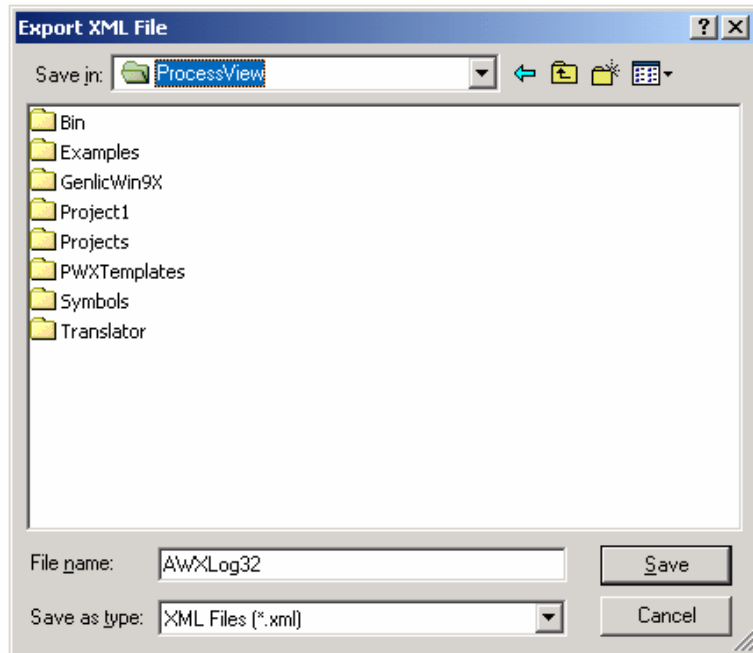 Export XML File
Save in: ProcessView
Bin
Examples
GenlicWin9X
Project1
Projects
PWXTemplates
Symbols
Translator
File name: AWXLog32 Save
Save as type: XML Files (*.xml) Cancel